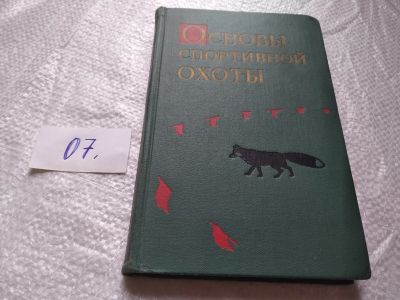 Основы
спортивной
охоты
07.